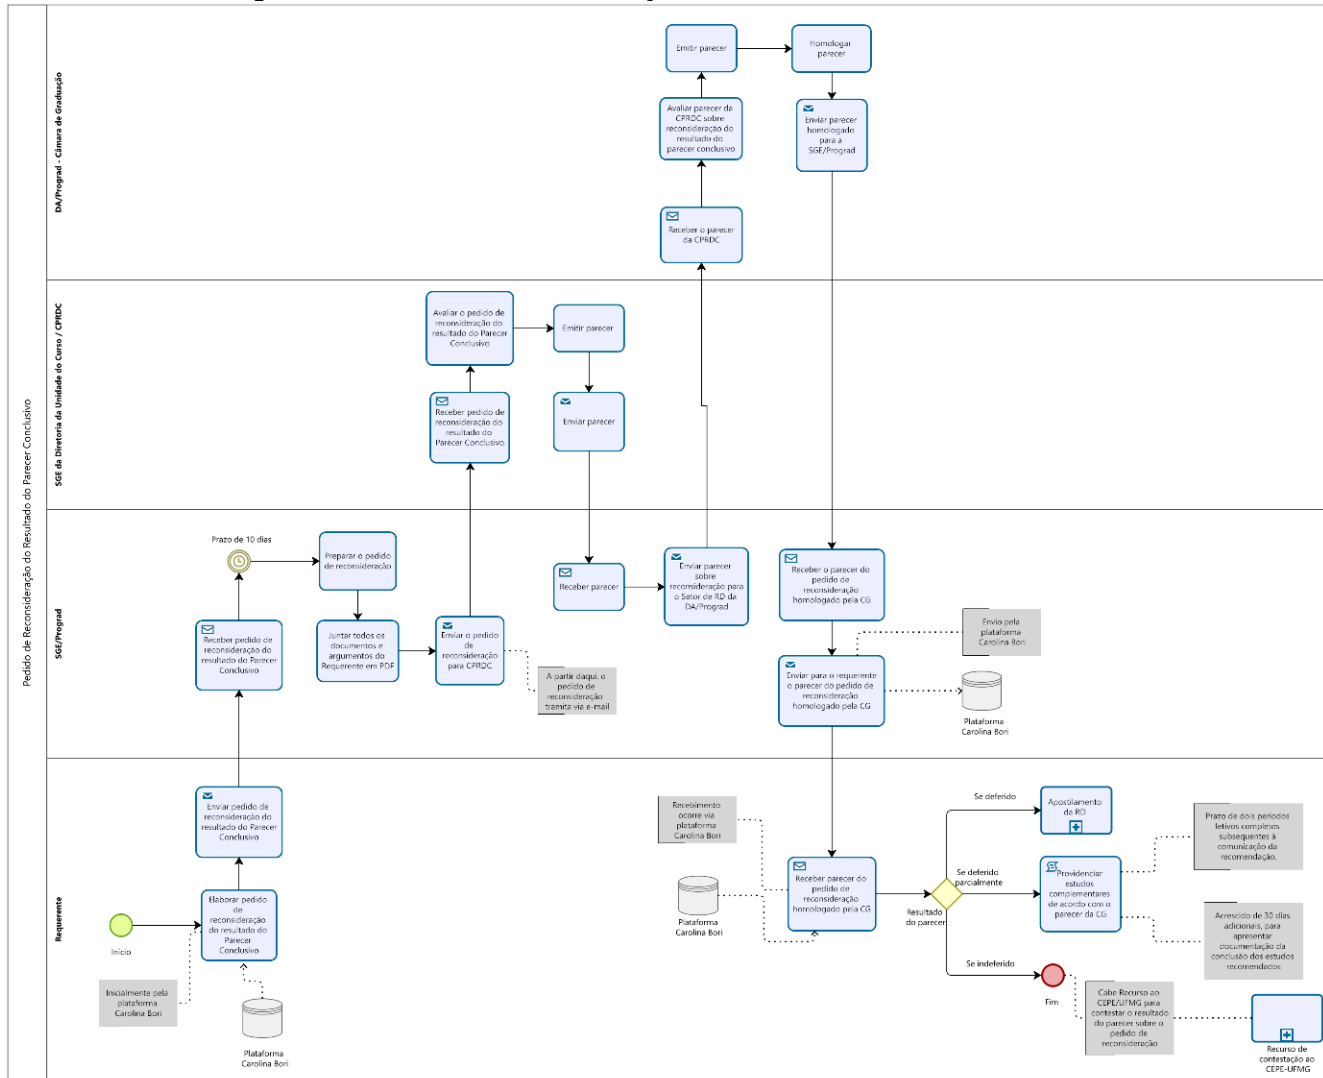 Pedido de Reconsideração do Resultado do Parecer Conclusivo
DA/Prograd - Câmara de Graduação
Emitir parecer
Homologar
parecer
Avaliar parecer da
CPRDC sobre
reconsideração do
resultado do
parecer conclusivo
Enviar parecer
homologado
para a
SGE/Prograd
Receber o parecer
da CPRDC
SGE da Diretoria da Unidade do Curso / CPRDC
Avaliar o pedido de
reconsideração do
resultado do Parecer
Conclusivo
Emitir parecer
Receber pedido de
reconsideração do
resultado do
Parecer Conclusivo
Enviar parecer
SGE/Prograd
Prazo de 10 dias
Preparar o pedido
de reconsideração
Receber pedido de
reconsideração do
resultado do Parecer
Conclusivo
Juntar todos os
documentos e
argumentos do
Requerente em PDF
Enviar o pedido
de
reconsideração
para CPRDC
A partir daqui, o
pedido de
reconsideração
tramita via e-mail
Receber parecer
Enviar parecer
sobre
reconsideração para
o Setor de RD da
DA/Prograd
Receber o parecer do
pedido de
reconsideração
homologado pela CG
Envio pela
plataforma
Carolina Bori
Enviar para o requerente
o parecer do pedido de
reconsideração
homologado pela CG
Plataforma
Carolina Bori
Requerente
Enviar pedido de
reconsideração do
resultado do Parecer
Conclusivo
Elaborar pedido
de
reconsideração
do resultado do
Parecer
Conclusivo
Início
Inicialmente pela
plataforma
Carolina Bori
Plataforma
Carolina Bori
Recebimento
ocorre via
plataforma
Carolina Bori
Plataforma
Carolina Bori
Receber parecer do
pedido de
reconsideração
homologado pela CG
Resultado
do parecer
Se deferido
Apostilamento
da RD
Se deferido
parcialmente
Providenciar
estudos
complementares
de acordo com o
parecer da CG
Prazo de dois períodos
letivos completos
subsequentes à
comunicação da
recomendação.
Acrescido de 30 dias
adicionais, para
apresentar
documentação da
conclusão dos estudos
recomendados
Se indeferido
Fim
Cabe Recurso ao
CEPE/UFMG para
contestar o resultado
do parecer sobre o
pedido de
reconsideração
Recurso de
contestação ao
CEPE-UFMG